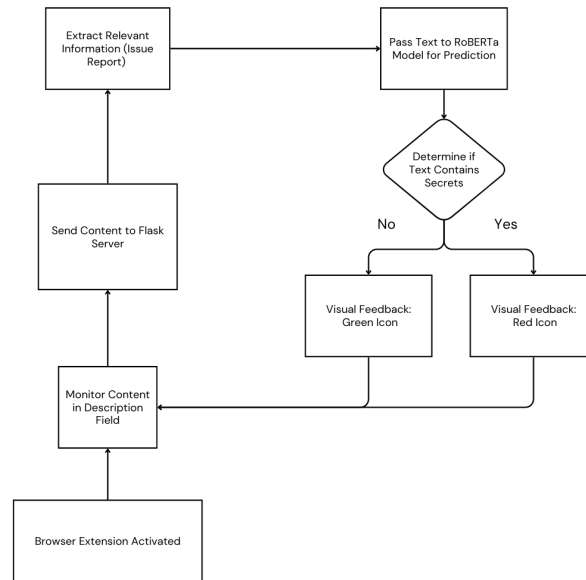 Extract Relevant
Information (Issue
Report)
Pass Text to RoBERTa
Model for Prediction
Determine if
Text Contains
Secrets
Send Content to Flask
Server
No
Yes
Visual Feedback:
Green Icon
Visual Feedback:
Red Icon
Monitor Content
in Description
Field
Browser Extension Activated